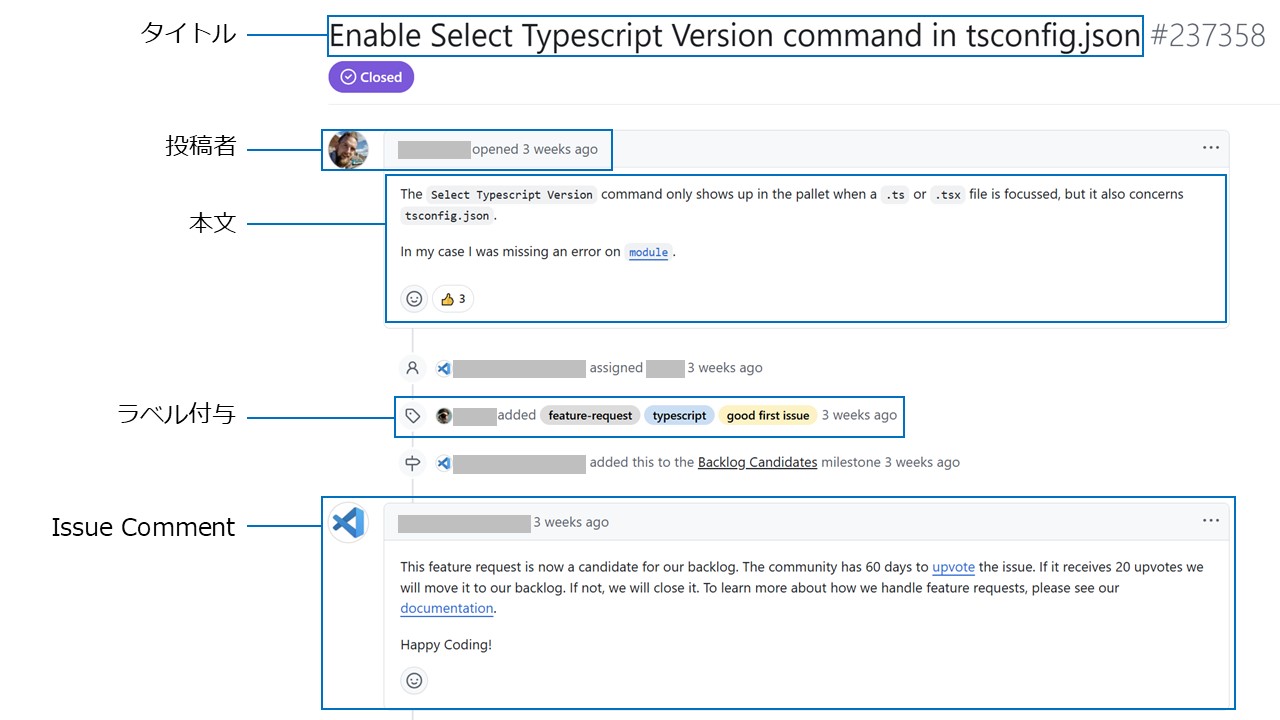 タイトル
Enable Select Typescript Version command in tsconfig.json #237358
Closed
投稿者
opened 3 weeks ago
本文
The Select Typescript Version command only shows up in the pallet when a .ts or .tsx file is focussed, but it also concerns
tsconfig.json.
In my case I was missing an error on module.
3
assigned 3 weeks ago
ラベル付与
added feature-request typescript good first issue 3 weeks ago
added this to the Backlog Candidates milestone 3 weeks ago
Issue Comment
3 weeks ago
This feature request is now a candidate for our backlog. The community has 60 days to upvote the issue. If it receives 20 upvotes we
will move it to our backlog. If not, we will close it. To learn more about how we handle feature requests, please see our
documentation.
Happy Coding!